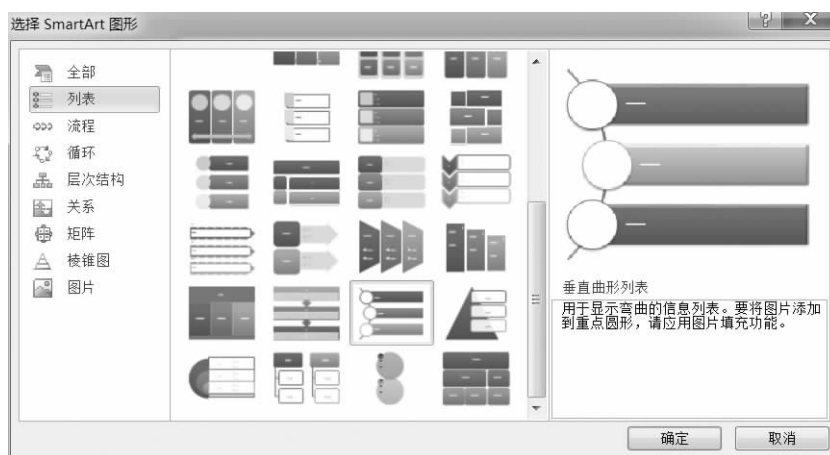 选择 SmartArt 图形
全部
列表
流程
循环
层次结构
关系
矩阵
棱锥图
图片
垂直曲形列表
用于显示弯曲的信息列表。要将图片添加
到重点圆形，请应用图片填充功能。
确定
取消